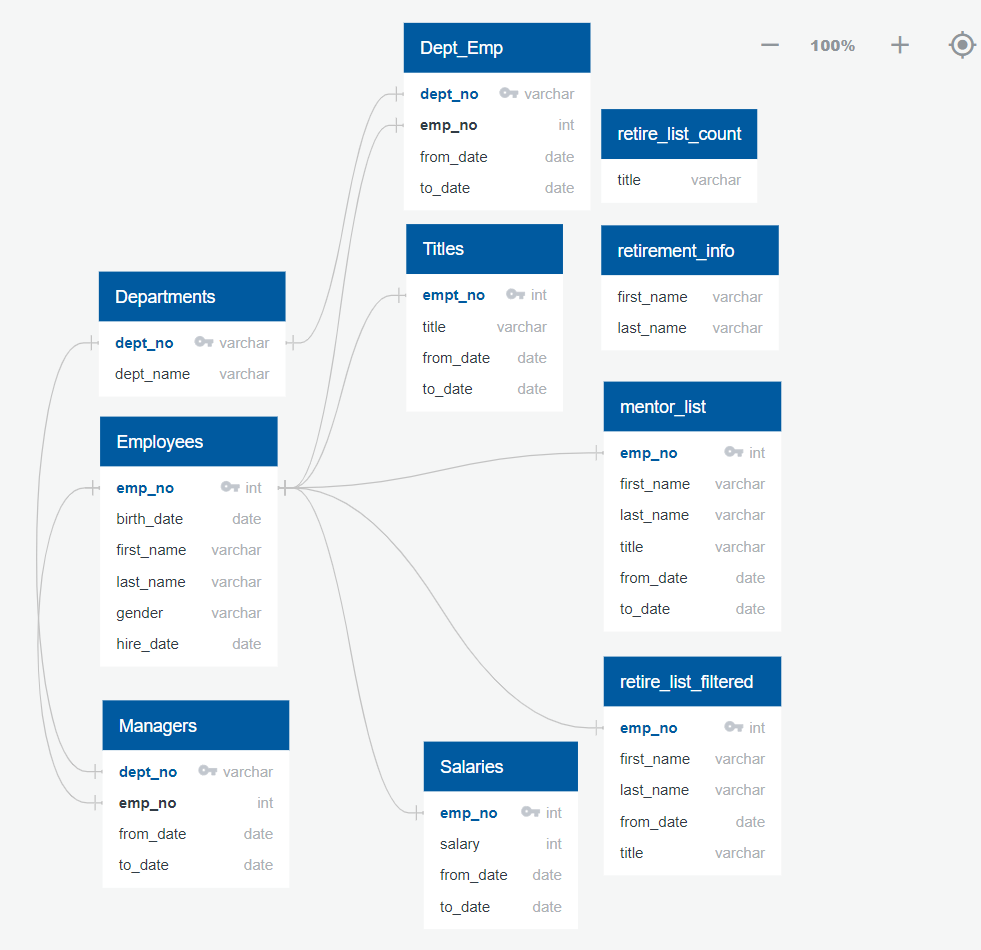 100%
Dept_Emp
dept_no varchar
emp_no int
from_date date
to_date date
retire_list_count
title varchar
Titles
empt_no int
title varchar
from_date date
to_date date
retirement_info
first_name varchar
last_name varchar
Departments
dept_no varchar
dept_name varchar
mentor_list
emp_no int
first_name varchar
last_name varchar
title varchar
from_date date
to_date date
Employees
emp_no int
birth_date date
first_name varchar
last_name varchar
gender varchar
hire_date date
retire_list_filtered
emp_no int
first_name varchar
last_name varchar
from_date date
title varchar
Managers
dept_no varchar
emp_no int
from_date date
to_date date
Salaries
emp_no int
salary int
from_date date
to_date date